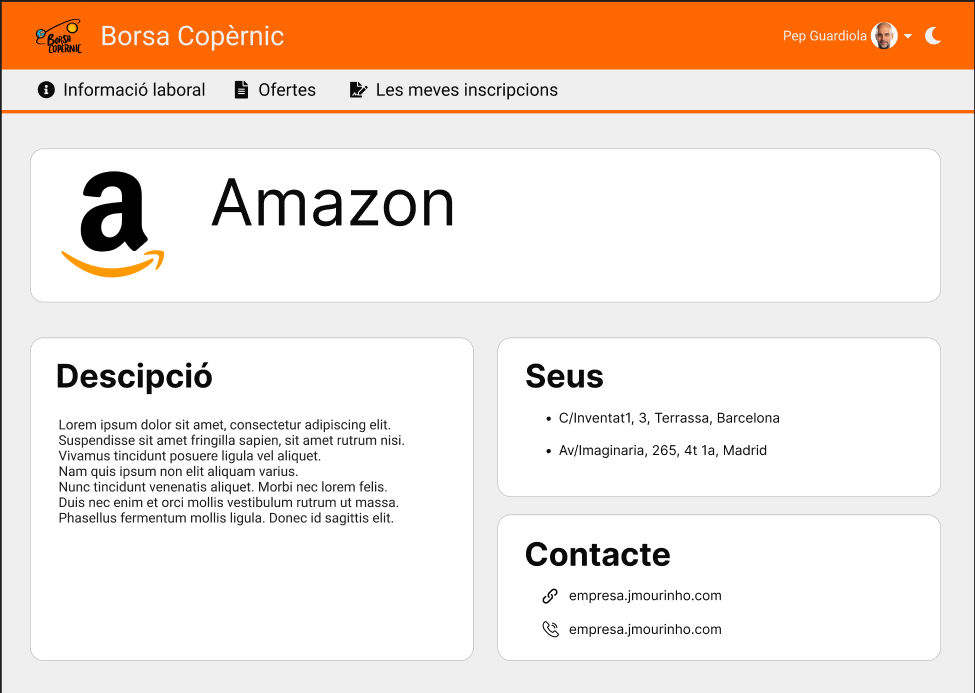 BORSA
COPÈRNIC
Borsa Copèrnic
Pep Guardiola
Informació laboral
Ofertes
Les meves inscripcions
a
Amazon
Descipció
Lorem ipsum dolor sit amet, consectetur adipiscing elit.
Suspendisse sit amet fringilla sapien, sit amet rutrum nisi.
Vivamus tincidunt posuere ligula vel aliquet.
Nam quis ipsum non elit aliquam varius.
Nunc tincidunt venenatis aliquet. Morbi nec lorem felis.
Duis nec enim et orci mollis vestibulum rutrum ut massa.
Phasellus fermentum mollis ligula. Donec id sagittis elit.
Seus
C/Inventat1, 3, Terrassa, Barcelona
Av/Imaginaria, 265, 4t 1a, Madrid
Contacte
empresa.jmourinho.com
empresa.jmourinho.com